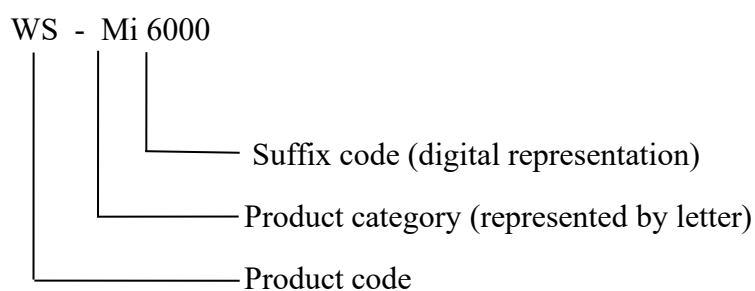 WS - Mi 6000
Suffix code (digital representation)
Product category (represented by letter)
Product code